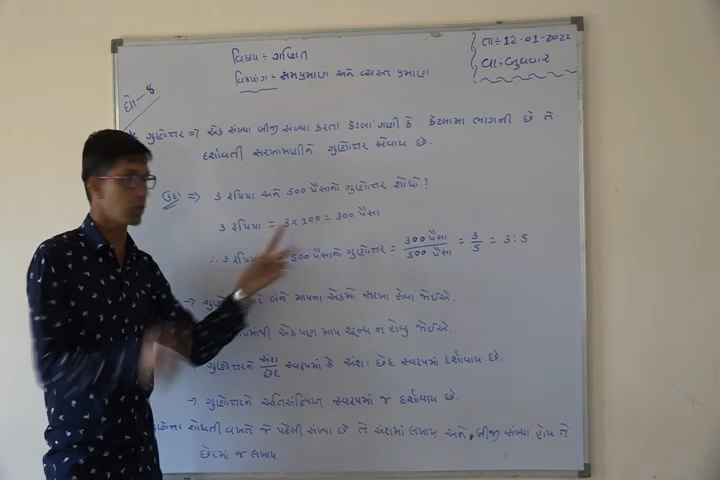 વિષય :- ગણિત
વિષયાંગ :- સમપ્રમાણ અને વ્યસ્ત પ્રમાણ
તા:- 12-01-2022
વાર:- બુધવાર
ધો-8
* ગુણોત્તર => એક સંખ્યા બીજી સંખ્યા કરતા કેટલા ગણી કે કેટલામા ભાગની છે તે
દર્શાવતી સરખામણીને ગુણોત્તર કહેવાય છે.
ઉદા. => 3 રૂપિયા અને 500 પૈસાનો ગુણોત્તર શોધો?
3 રૂપિયા = 3 × 100 = 300 પૈસા
∴ 3 રૂપિયા 500 પૈસાનો ગુણોત્તર = 300 પૈસા / 500 પૈસા = 3/5 = 3 : 5
→ ગુણોત્તર બંને માપના એકમો સરખા હોવા જોઈએ.
એક પણ માપ શૂન્ય ન હોવુ જોઈએ.
ગુણોત્તરને અંશ/છેદ સ્વરૂપમાં કે અંશ : છેદ સ્વરૂપમાં દર્શાવાય છે.
→ ગુણોત્તરને અતિસંક્ષિપ્ત સ્વરૂપમાં જ દર્શાવાય છે.
શોધતી વખતે જે પહેલી સંખ્યા છે તે અંશમાં લખાય અને બીજી સંખ્યા હોય તે
છેદમાં જ લખાય.